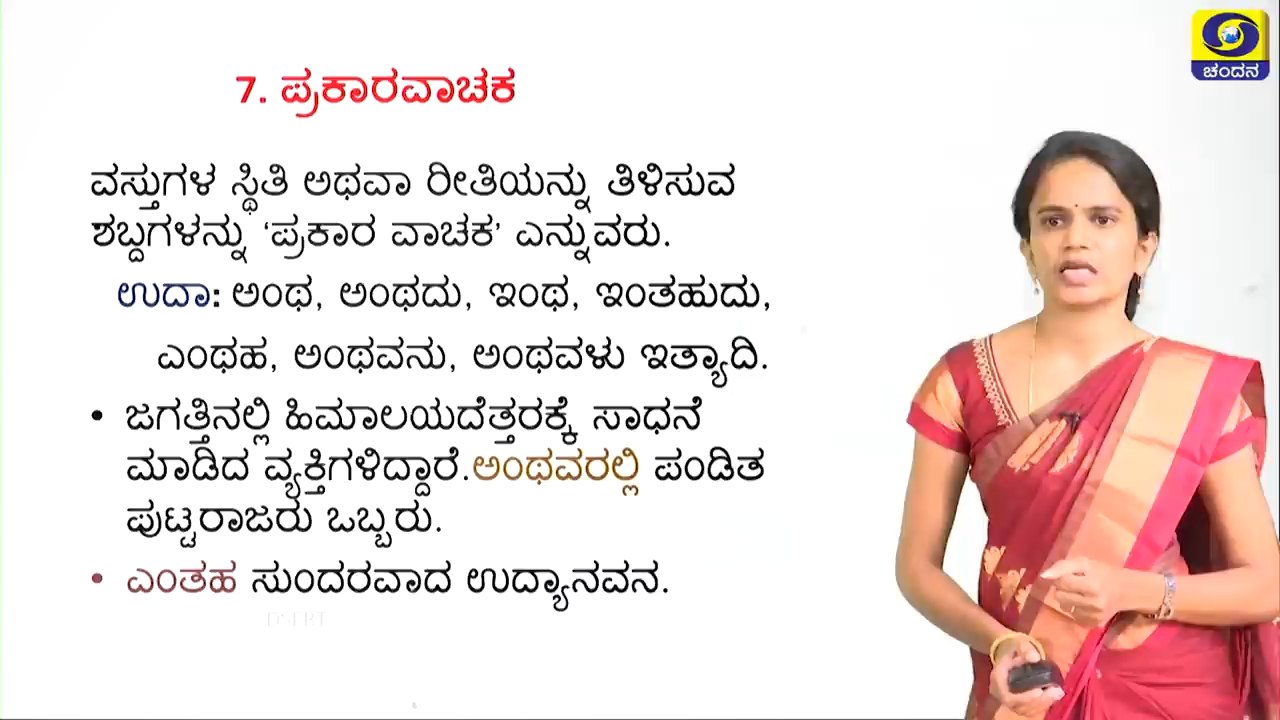 ಚಂದನ
7. ಪ್ರಕಾರವಾಚಕ
ವಸ್ತುಗಳ ಸ್ಥಿತಿ ಅಥವಾ ರೀತಿಯನ್ನು ತಿಳಿಸುವ
ಶಬ್ದಗಳನ್ನು ‘ಪ್ರಕಾರ ವಾಚಕ’ ಎನ್ನುವರು.
ಉದಾ: ಅಂಥ, ಅಂಥದು, ಇಂಥ, ಇಂತಹುದು,
ಎಂಥಹ, ಅಂಥವನು, ಅಂಥವಳು ಇತ್ಯಾದಿ.
• ಜಗತ್ತಿನಲ್ಲಿ ಹಿಮಾಲಯದೆತ್ತರಕ್ಕೆ ಸಾಧನೆ
ಮಾಡಿದ ವ್ಯಕ್ತಿಗಳಿದ್ದಾರೆ.ಅಂಥವರಲ್ಲಿ ಪಂಡಿತ
ಪುಟ್ಟರಾಜರು ಒಬ್ಬರು.
• ಎಂತಹ ಸುಂದರವಾದ ಉದ್ಯಾನವನ.
DSERT